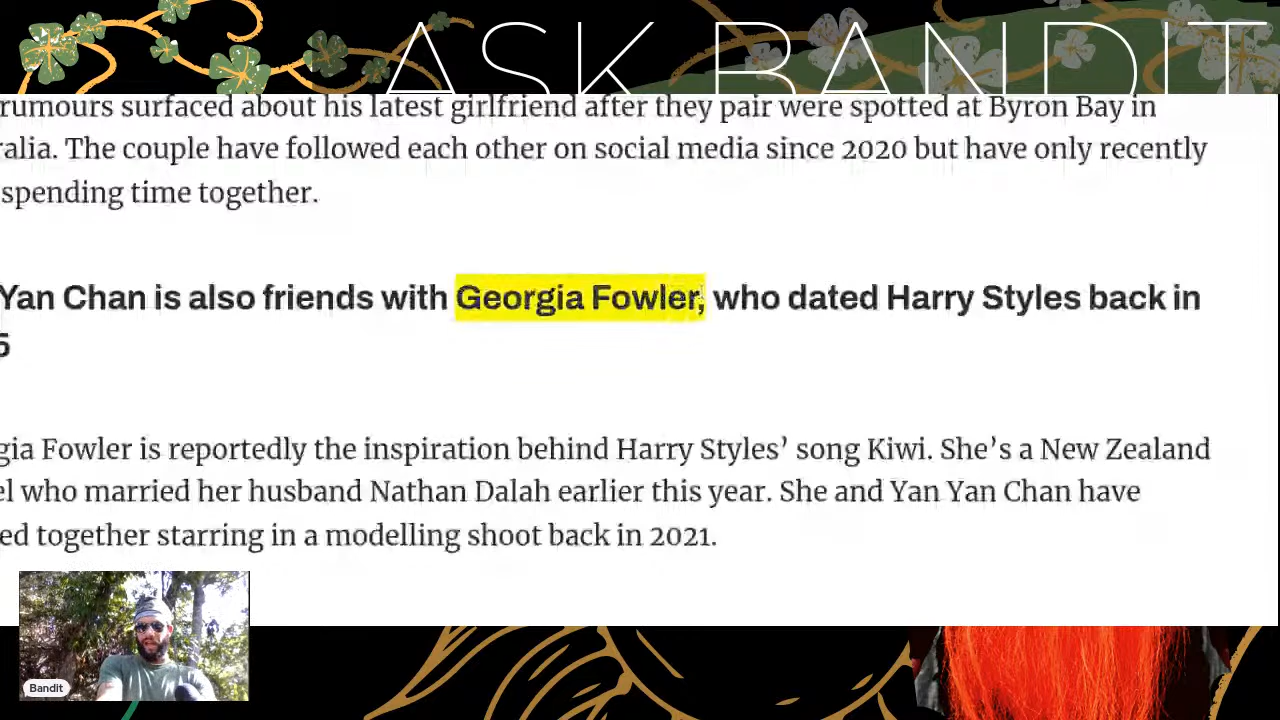 ASK BANDIT
rumours surfaced about his latest girlfriend after they pair were spotted at Byron Bay in
ralia. The couple have followed each other on social media since 2020 but have only recently
spending time together.
Yan Chan is also friends with Georgia Fowler, who dated Harry Styles back in
5
gia Fowler is reportedly the inspiration behind Harry Styles’ song Kiwi. She’s a New Zealand
el who married her husband Nathan Dalah earlier this year. She and Yan Yan Chan have
ed together starring in a modelling shoot back in 2021.
Bandit